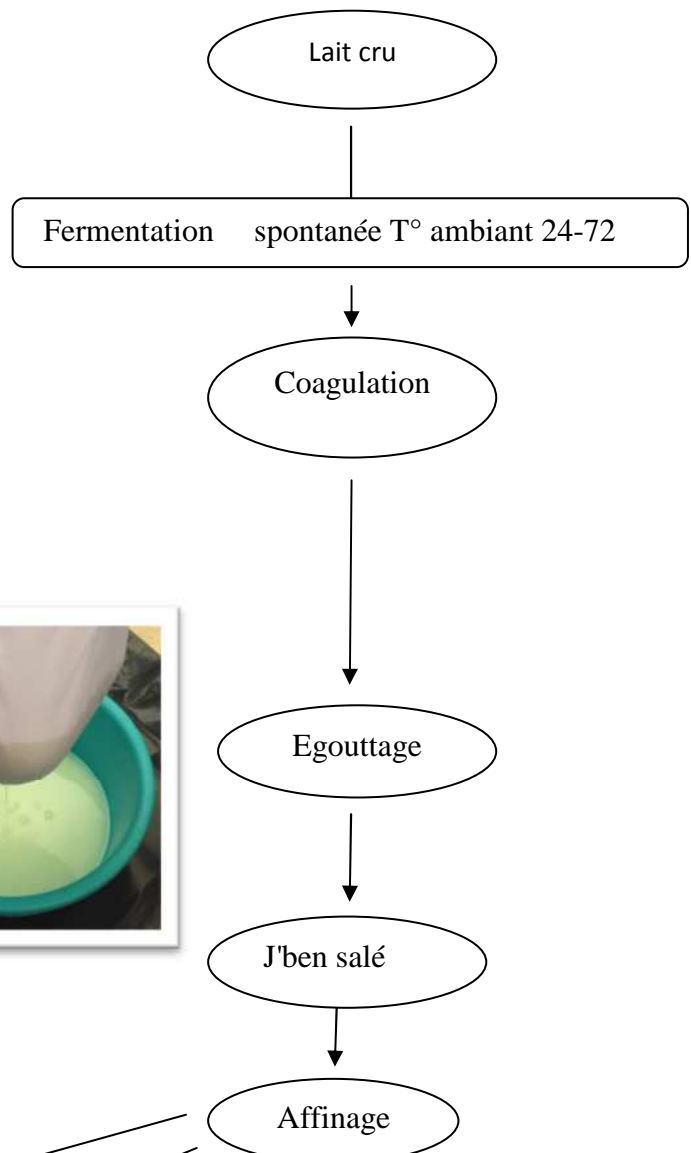 Lait cru
Fermentation spontanée T° ambiant 24-72
Coagulation
Egouttage
J'ben salé
Affinage